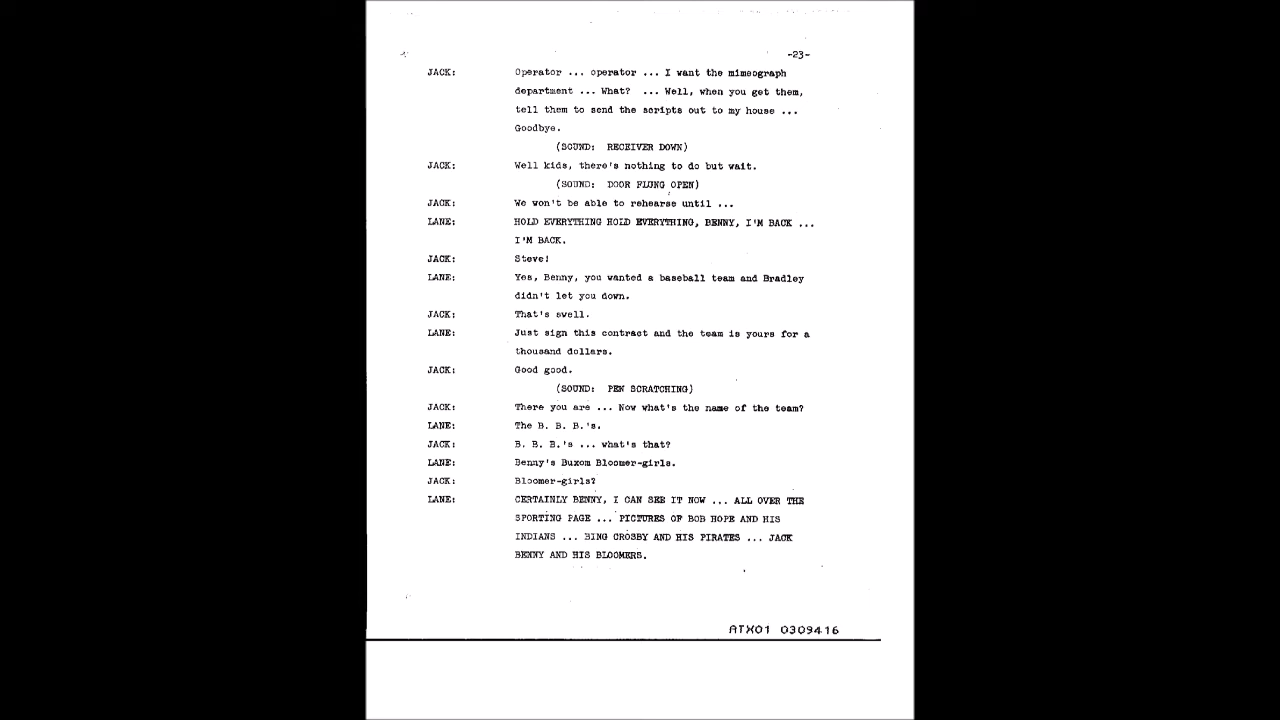 -23-
JACK: Operator ... operator ... I want the mimeograph
department ... What? ... Well, when you get them,
tell them to send the scripts out to my house ...
Goodbye.
(SOUND: RECEIVER DOWN)
JACK: Well kids, there's nothing to do but wait.
(SOUND: DOOR FLUNG OPEN)
JACK: We won't be able to rehearse until ...
LANE: HOLD EVERYTHING HOLD EVERYTHING, BENNY, I'M BACK ...
I'M BACK.
JACK: Steve!
LANE: Yes, Benny, you wanted a baseball team and Bradley
didn't let you down.
JACK: That's swell.
LANE: Just sign this contract and the team is yours for a
thousand dollars.
JACK: Good good.
(SOUND: PEN SCRATCHING)
JACK: There you are ... Now what's the name of the team?
LANE: The B. B. B.'s.
JACK: B. B. B.'s ... what's that?
LANE: Benny's Buxom Bloomer-girls.
JACK: Bloomer-girls?
LANE: CERTAINLY BENNY, I CAN SEE IT NOW ... ALL OVER THE
SPORTING PAGE ... PICTURES OF BOB HOPE AND HIS
INDIANS ... BING CROSBY AND HIS PIRATES ... JACK
BENNY AND HIS BLOOMERS.
ATX01 0309416